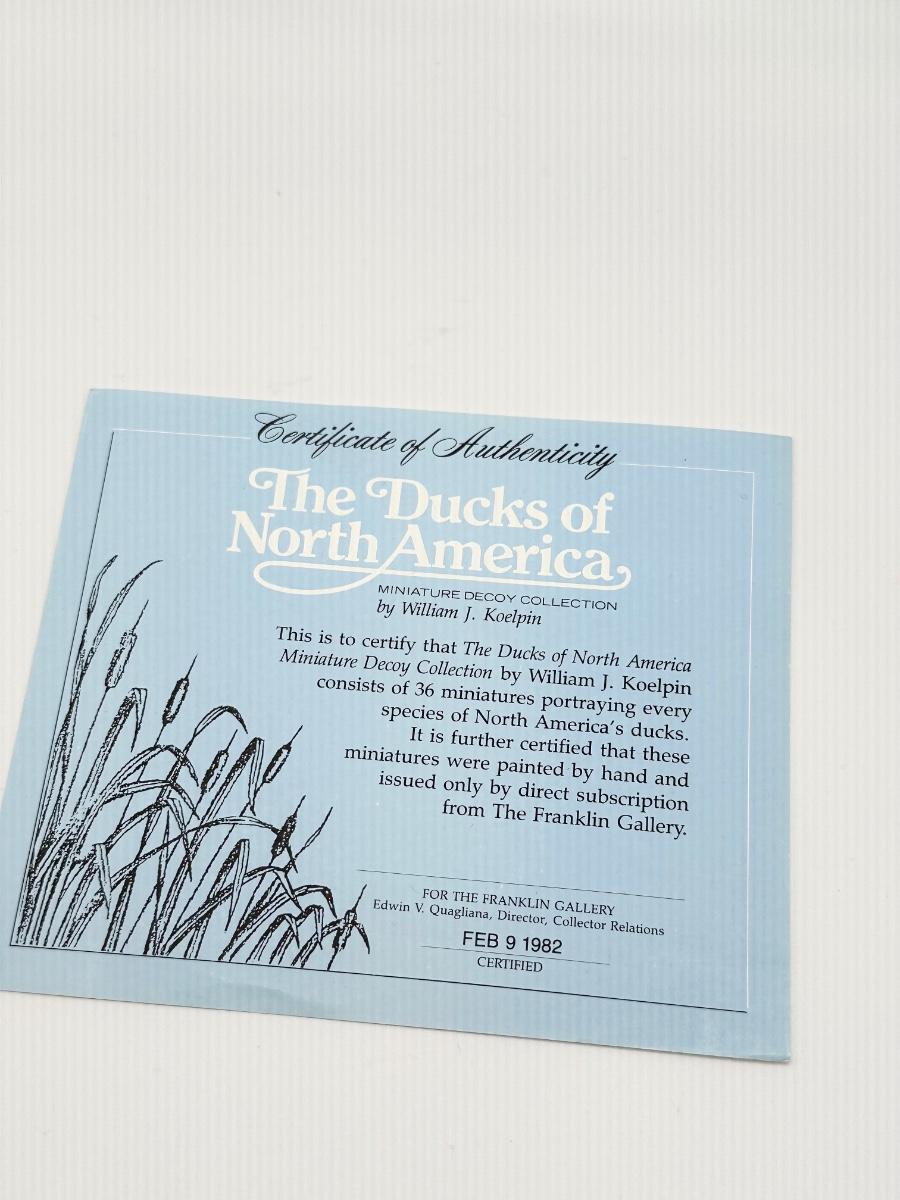 Certificate of Authenticity
The Ducks of
North America
MINIATURE DECOY COLLECTION
by William J. Koelpin
This is to certify that The Ducks of North America
Miniature Decoy Collection by William J. Koelpin
consists of 36 miniatures portraying every
species of North America's ducks.
It is further certified that these
miniatures were painted by hand and
issued only by direct subscription
from The Franklin Gallery.
FOR THE FRANKLIN GALLERY
Edwin V. Quagliana, Director, Collector Relations
FEB 9 1982
CERTIFIED